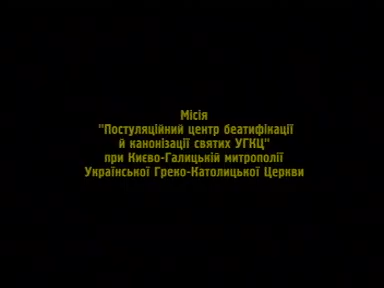 Місія
"Постуляційний центр беатифікації
й канонізації святих УГКЦ"
при Києво-Галицькій митрополії
Української Греко-Католицької Церкви